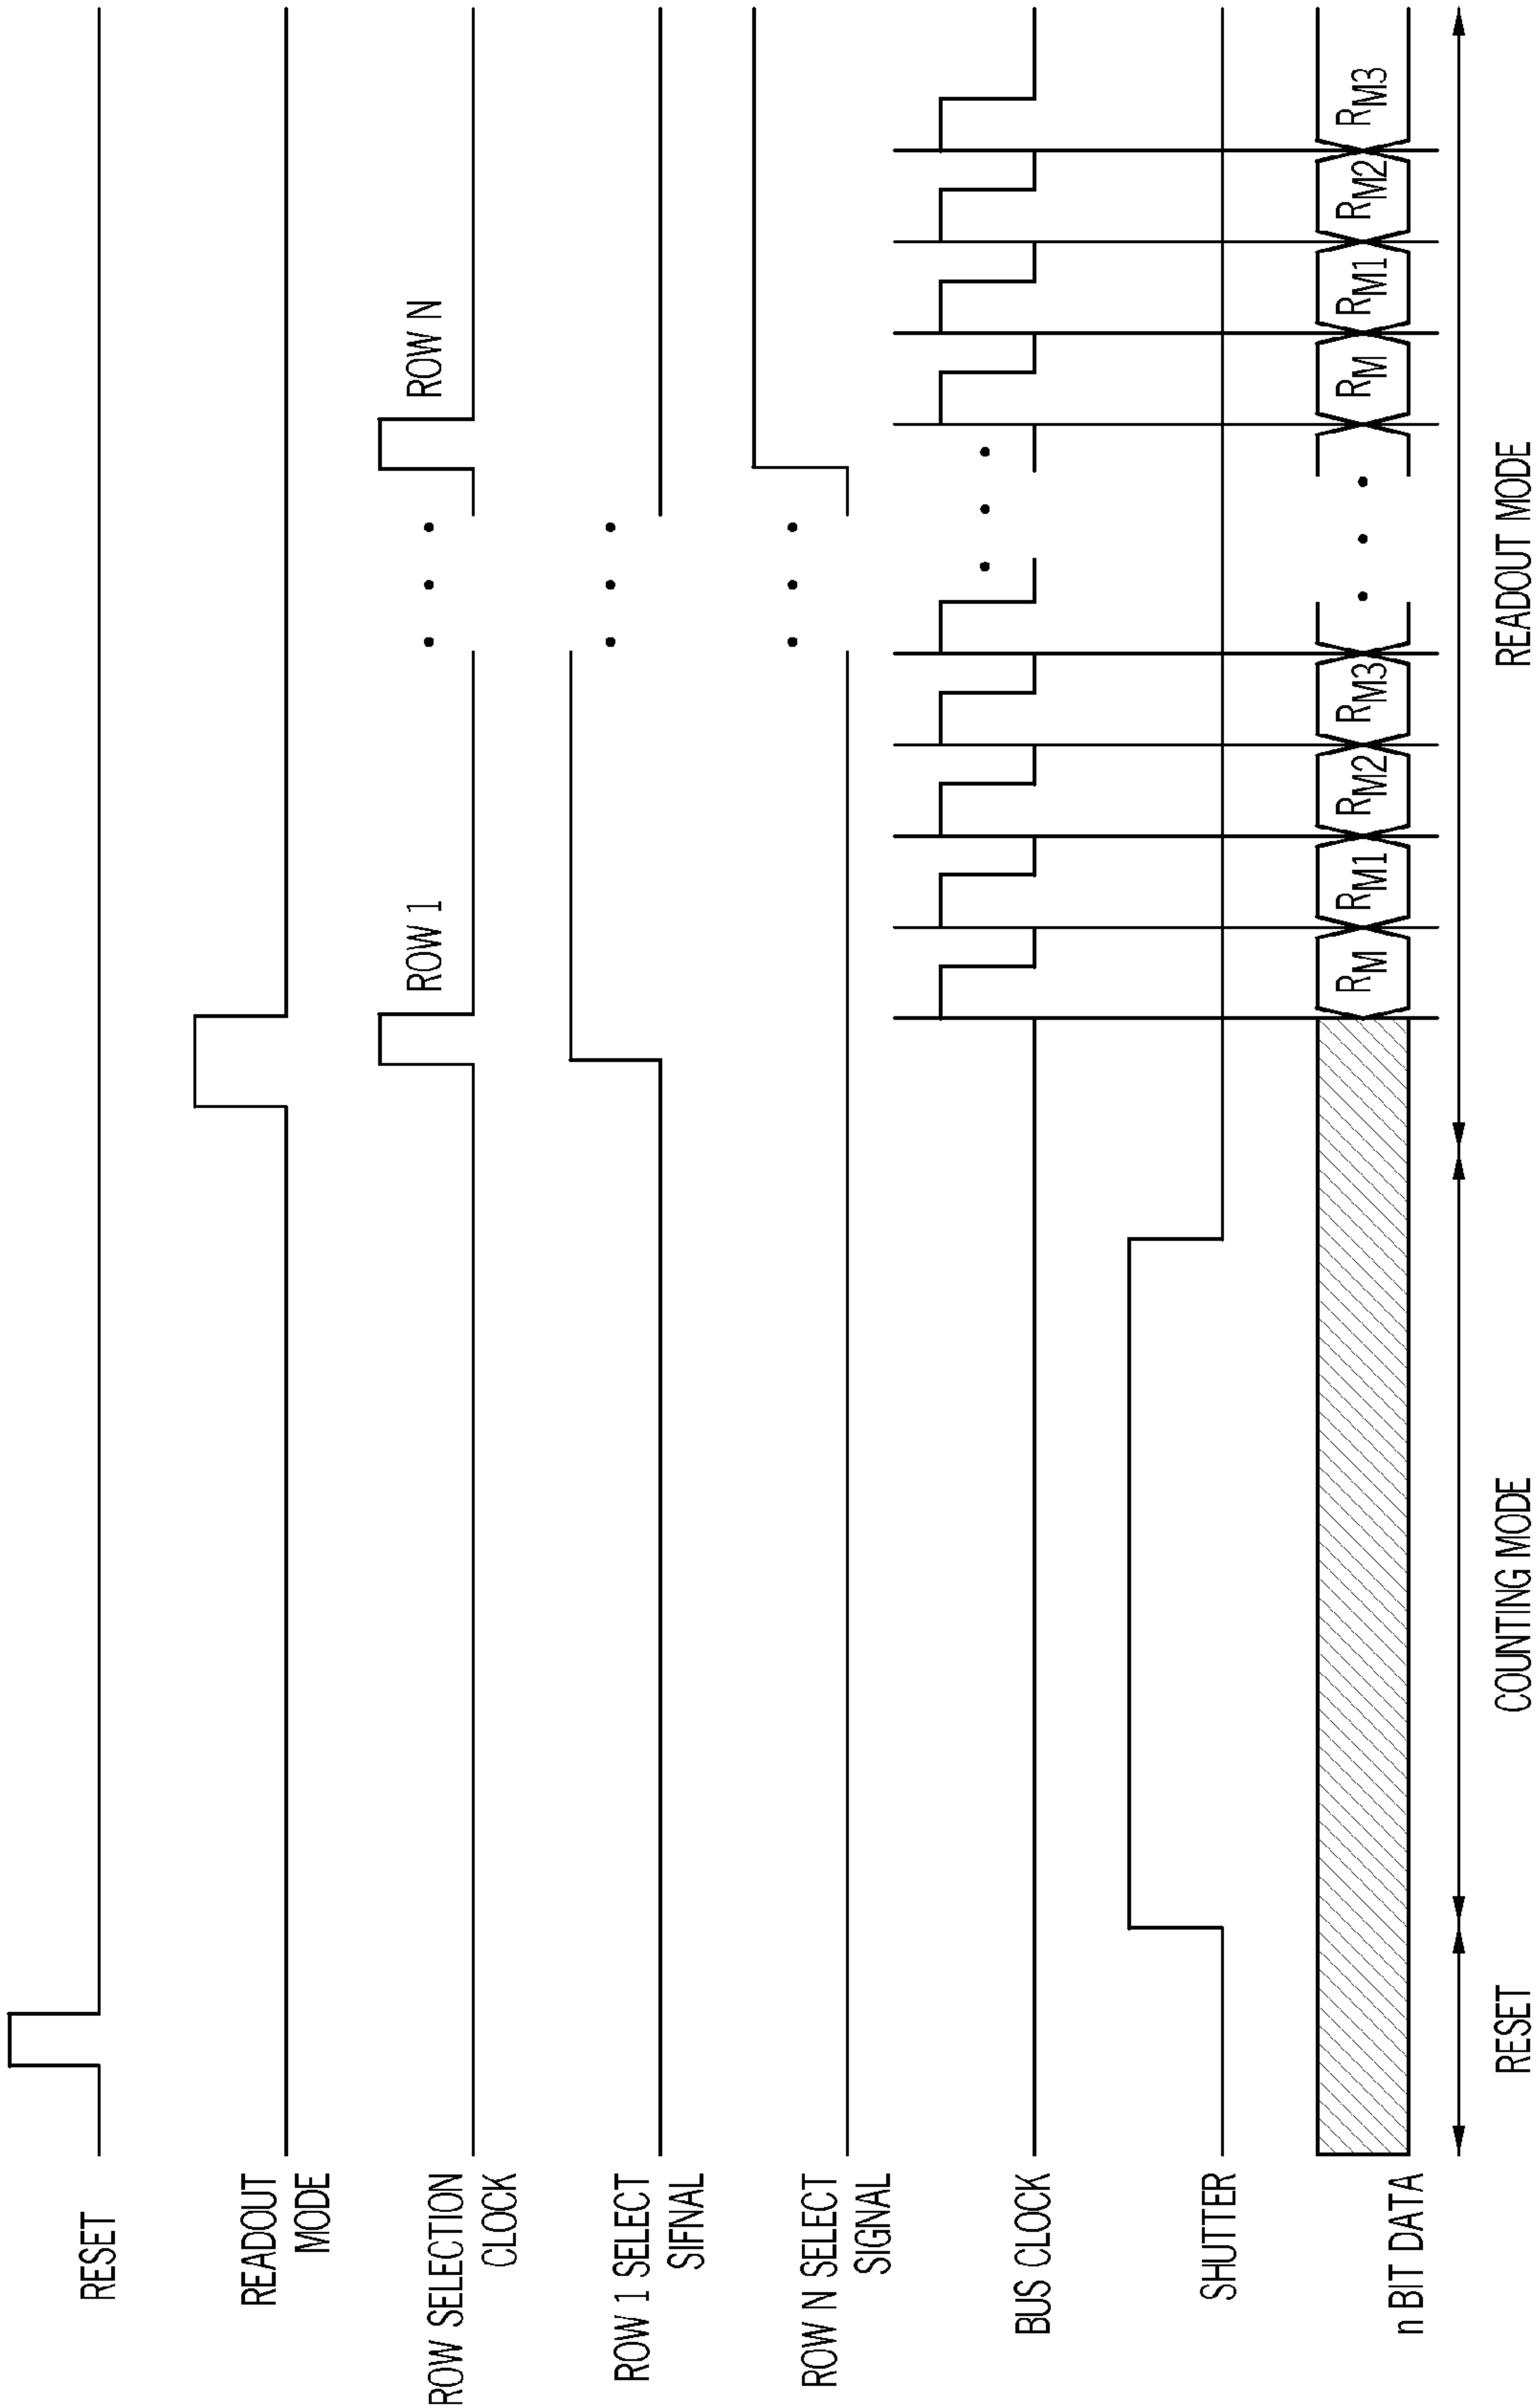 RESET
READOUT
MODE
ROW SELECTION
CLOCK
ROW 1
ROW N
ROW 1 SELECT
SIFNAL
ROW N SELECT
SIGNAL
BUS CLOCK
SHUTTER
n BIT DATA
RM
RM1
RM2
RM3
RM
RM1
RM2
RM3
RESET
COUNTING MODE
READOUT MODE